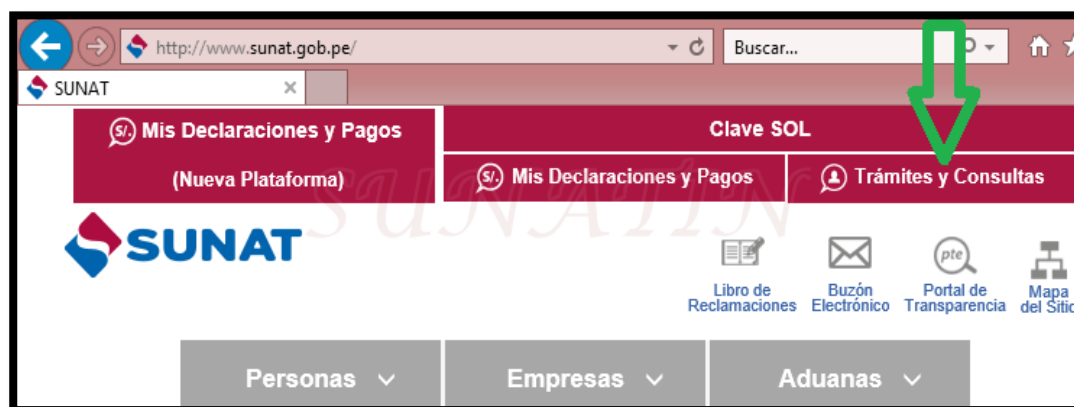 http://www.sunat.gob.pe/
Buscar...
SUNAT
Mis Declaraciones y Pagos
(Nueva Plataforma)
Clave SOL
S/. Mis Declaraciones y Pagos
Trámites y Consultas
SUNATIN
SUNAT
pte
Libro de
Reclamaciones
Buzón
Electrónico
Portal de
Transparencia
Mapa
del Sitio
Personas
Empresas
Aduanas